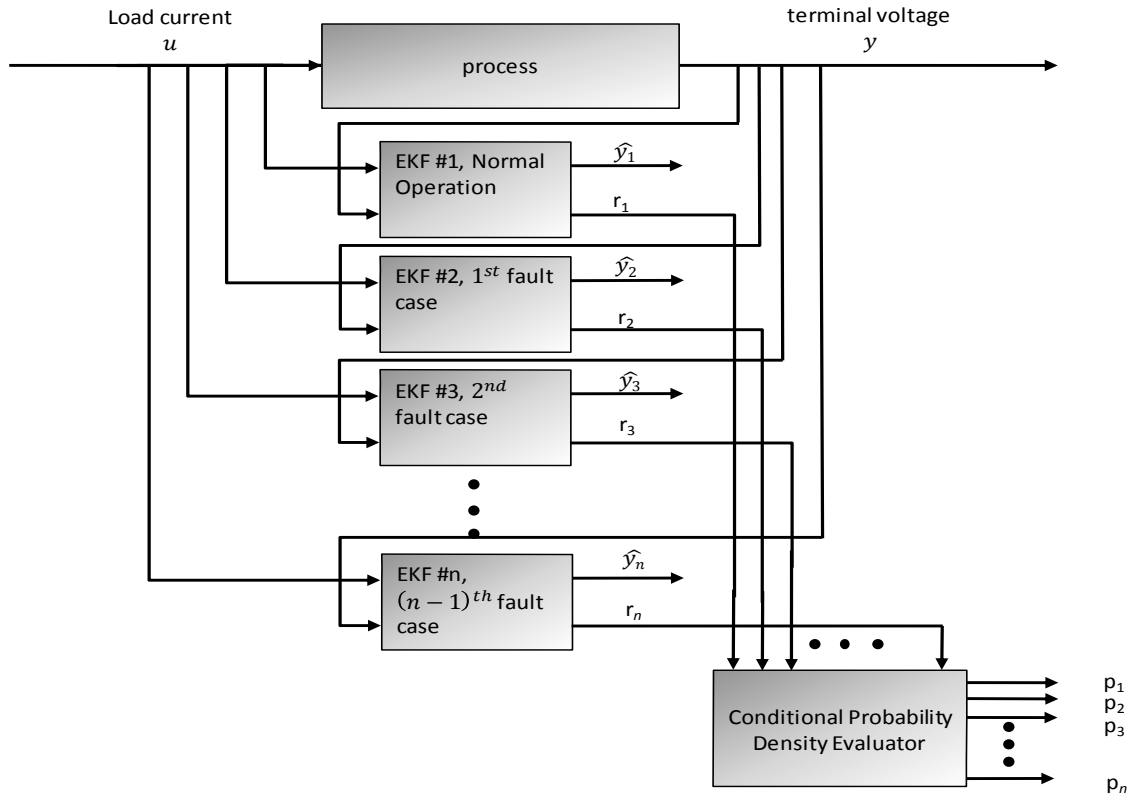 Load current
u
terminal voltage
y
process
EKF #1, Normal
Operation
ŷ₁
r₁
EKF #2, 1ˢᵗ fault
case
ŷ₂
r₂
EKF #3, 2ⁿᵈ
fault case
ŷ₃
r₃
EKF #n,
(n − 1)ᵗʰ fault
case
ŷₙ
rₙ
Conditional Probability
Density Evaluator
p₁
p₂
p₃
pₙ